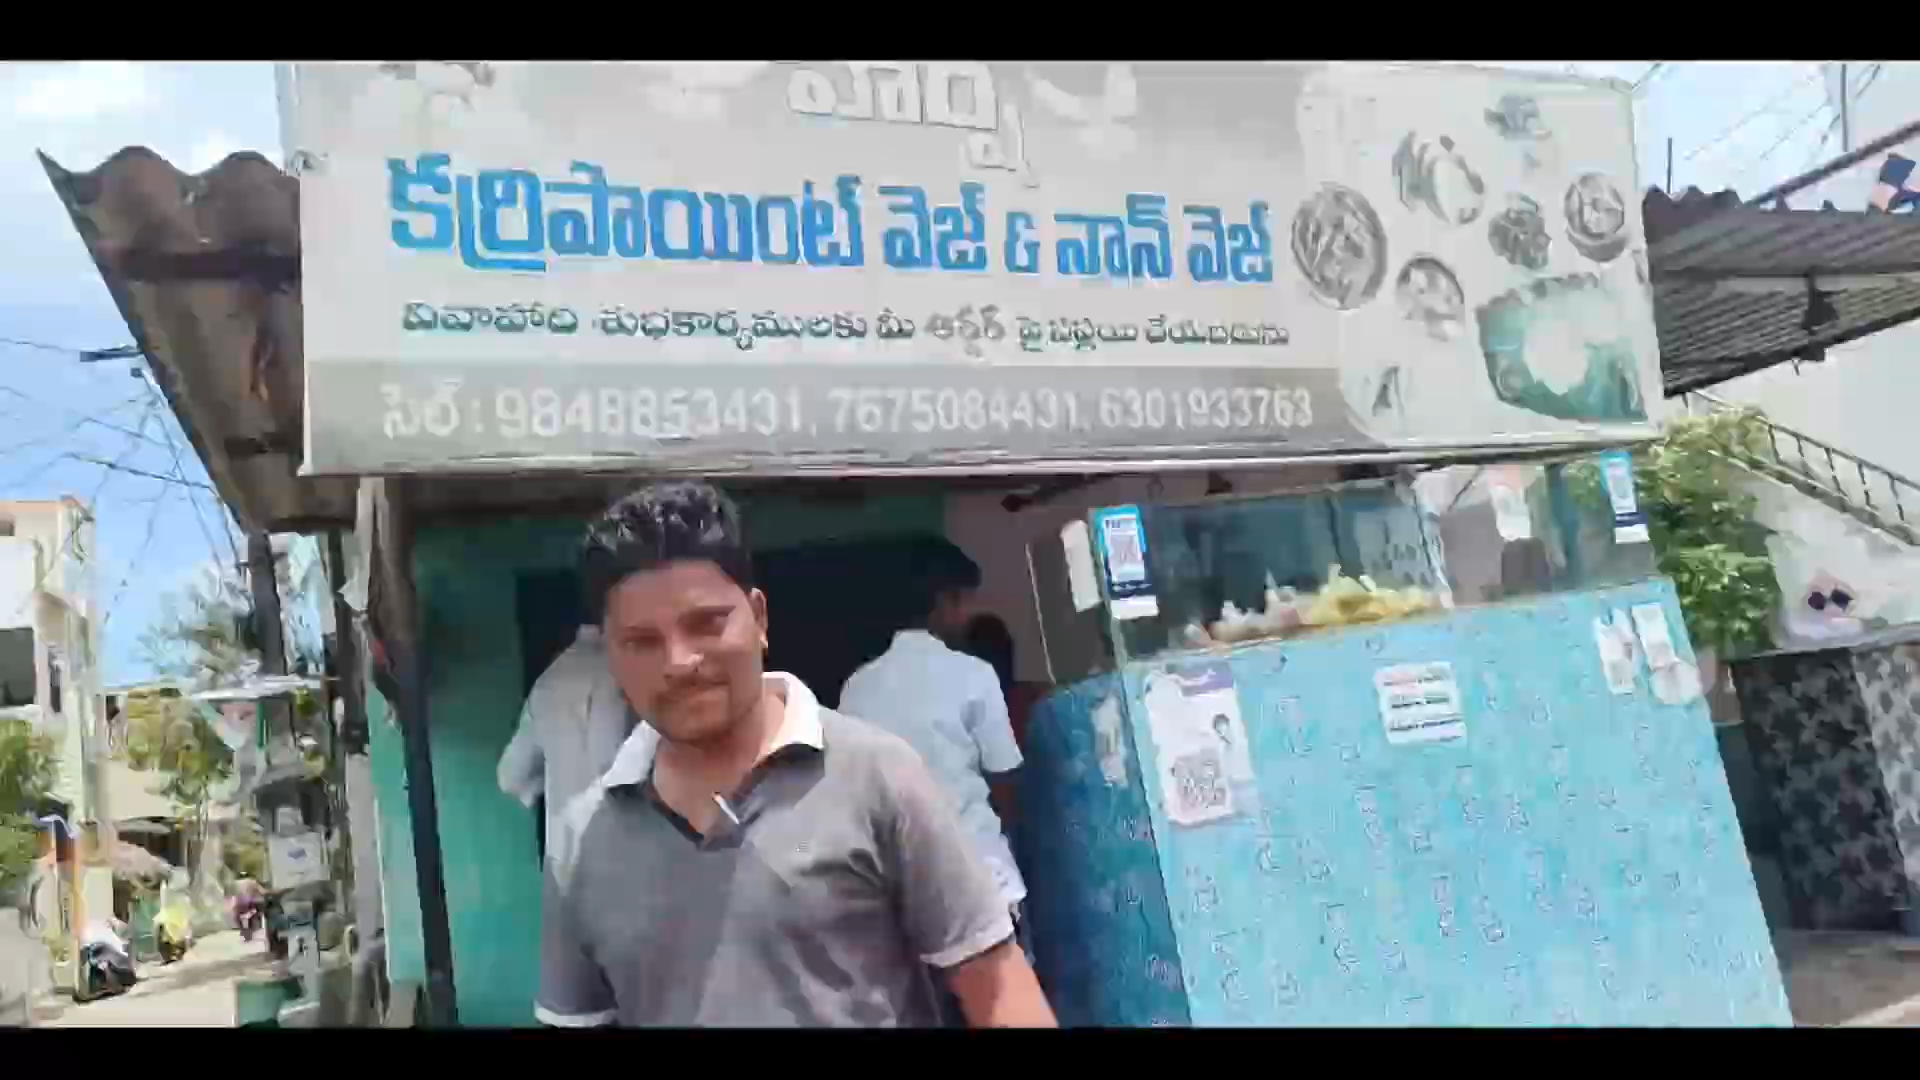 కర్రిపాయింట్ వెజ్ & నాన్ వెజ్
వివాహాది శుభకార్యములకు మీ ఆర్డర్ పై సప్లయి చేయబడును
సెల్ : 9848853431, 7675084431, 6301933763